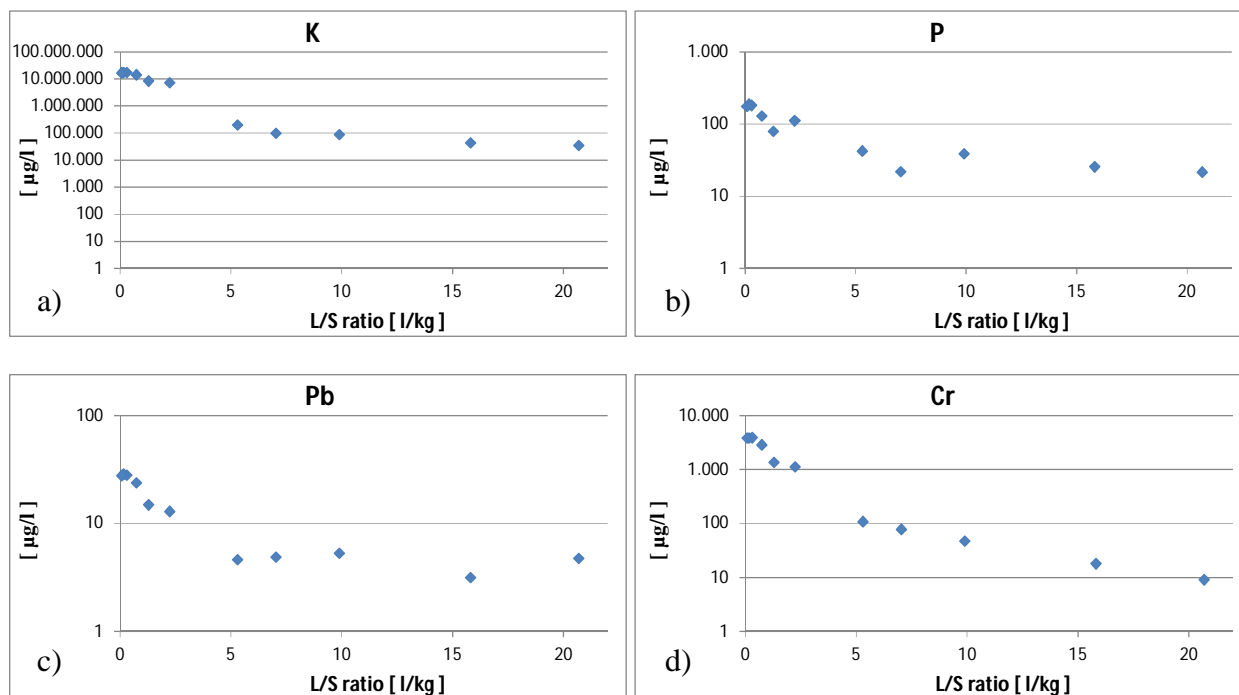 K
100.000.000
10.000.000
1.000.000
100.000
10.000
1.000
100
10
1
[ µg/l ]
0 5 10 15 20
L/S ratio [ l/kg ]
a)
P
1.000
100
10
1
[ µg/l ]
0 5 10 15 20
L/S ratio [ l/kg ]
b)
Pb
100
10
1
[ µg/l ]
0 5 10 15 20
L/S ratio [ l/kg ]
c)
Cr
10.000
1.000
100
10
1
[ µg/l ]
0 5 10 15 20
L/S ratio [ l/kg ]
d)